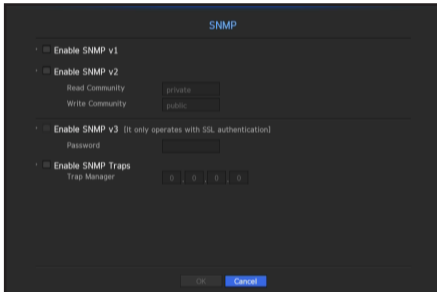 SNMP
Enable SNMP v1
Enable SNMP v2
Read Community private
Write Community public
Enable SNMP v3 (It only operates with SSL authentication)
Password
Enable SNMP Traps
Trap Manager 0 . 0 . 0 . 0
OK Cancel